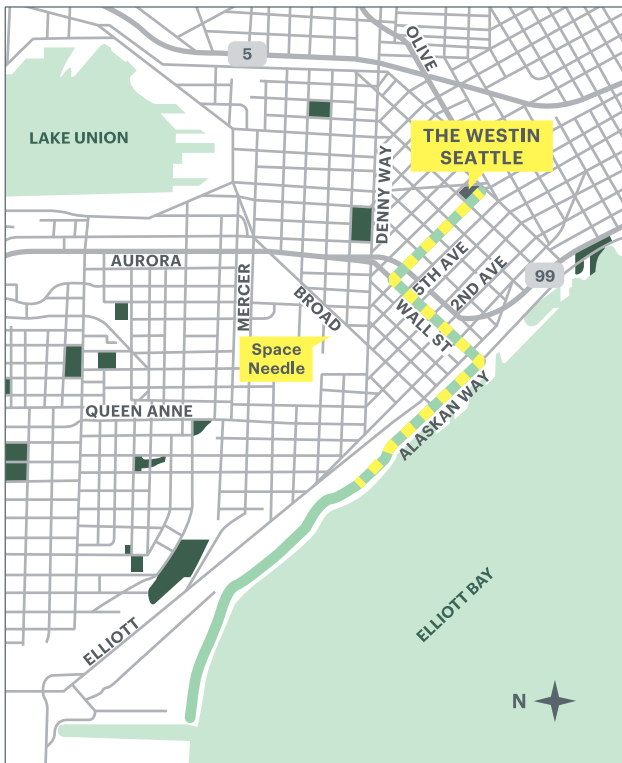 OLIVE
5
LAKE UNION
THE WESTIN
SEATTLE
DENNY WAY
AURORA
5TH AVE
2ND AVE
99
MERCER
BROAD
WALL ST
Space
Needle
QUEEN ANNE
ALASKAN WAY
ELLIOTT
ELLIOTT BAY
N